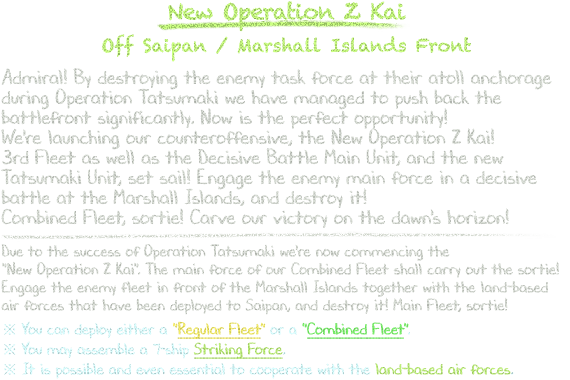 New Operation Z Kai
Off Saipan / Marshall Islands Front
Admiral! By destroying the enemy task force at their atoll anchorage
during Operation Tatsumaki we have managed to push back the
battlefront significantly. Now is the perfect opportunity!
We're launching our counteroffensive, the New Operation Z Kai!
3rd Fleet as well as the Decisive Battle Main Unit, and the new
Tatsumaki Unit, set sail! Engage the enemy main force in a decisive
battle at the Marshall Islands, and destroy it!
Combined Fleet, sortie! Carve our victory on the dawn's horizon!
Due to the success of Operation Tatsumaki we're now commencing the
"New Operation Z Kai". The main force of our Combined Fleet shall carry out the sortie!
Engage the enemy fleet in front of the Marshall Islands together with the land-based
air forces that have been deployed to Saipan, and destroy it! Main Fleet, sortie!
※ You can deploy either a "Regular Fleet" or a "Combined Fleet"
※ You may assemble a 7-ship Striking Force.
※ It is possible and even essential to cooperate with the land-based air forces.